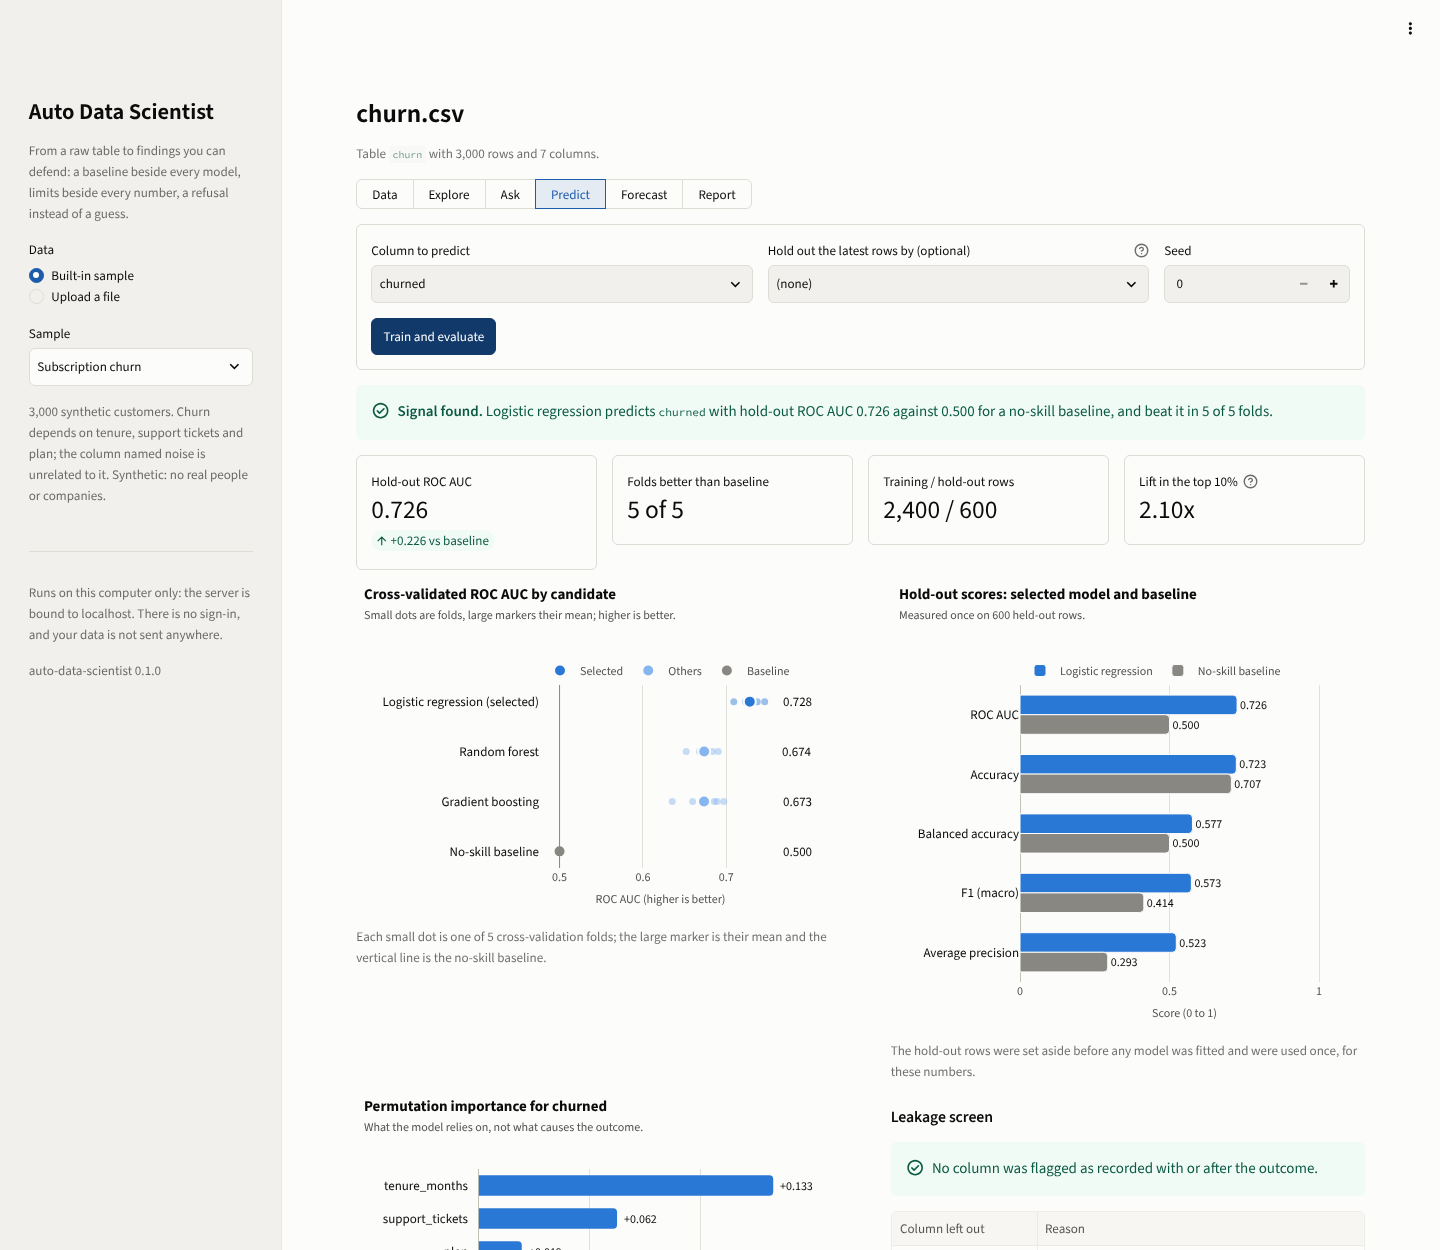 Auto Data Scientist
From a raw table to findings you can
defend: a baseline beside every model,
limits beside every number, a refusal
instead of a guess.
Data
Built-in sample
Upload a file
Sample
Subscription churn
3,000 synthetic customers. Churn
depends on tenure, support tickets and
plan; the column named noise is
unrelated to it. Synthetic: no real people
or companies.
Runs on this computer only: the server is
bound to localhost. There is no sign-in,
and your data is not sent anywhere.
auto-data-scientist 0.1.0
churn.csv
Table churn with 3,000 rows and 7 columns.
Data Explore Ask Predict Forecast Report
Column to predict
churned
Hold out the latest rows by (optional)
(none)
Seed
0
Train and evaluate
Signal found. Logistic regression predicts churned with hold-out ROC AUC 0.726 against 0.500 for a no-skill baseline, and beat it in 5 of 5 folds.
Hold-out ROC AUC
0.726
↑ +0.226 vs baseline
Folds better than baseline
5 of 5
Training / hold-out rows
2,400 / 600
Lift in the top 10%
2.10x
Cross-validated ROC AUC by candidate
Small dots are folds, large markers their mean; higher is better.
Selected Others Baseline
Logistic regression (selected) 0.728
Random forest 0.674
Gradient boosting 0.673
No-skill baseline 0.500
0.5 0.6 0.7
ROC AUC (higher is better)
Each small dot is one of 5 cross-validation folds; the large marker is their mean and the
vertical line is the no-skill baseline.
Hold-out scores: selected model and baseline
Measured once on 600 held-out rows.
Logistic regression No-skill baseline
ROC AUC 0.726
0.500
Accuracy 0.723
0.707
Balanced accuracy 0.577
0.500
F1 (macro) 0.573
0.414
Average precision 0.523
0.293
0 0.5 1
Score (0 to 1)
The hold-out rows were set aside before any model was fitted and were used once, for
these numbers.
Permutation importance for churned
What the model relies on, not what causes the outcome.
tenure_months +0.133
support_tickets +0.062
Leakage screen
No column was flagged as recorded with or after the outcome.
Column left out Reason